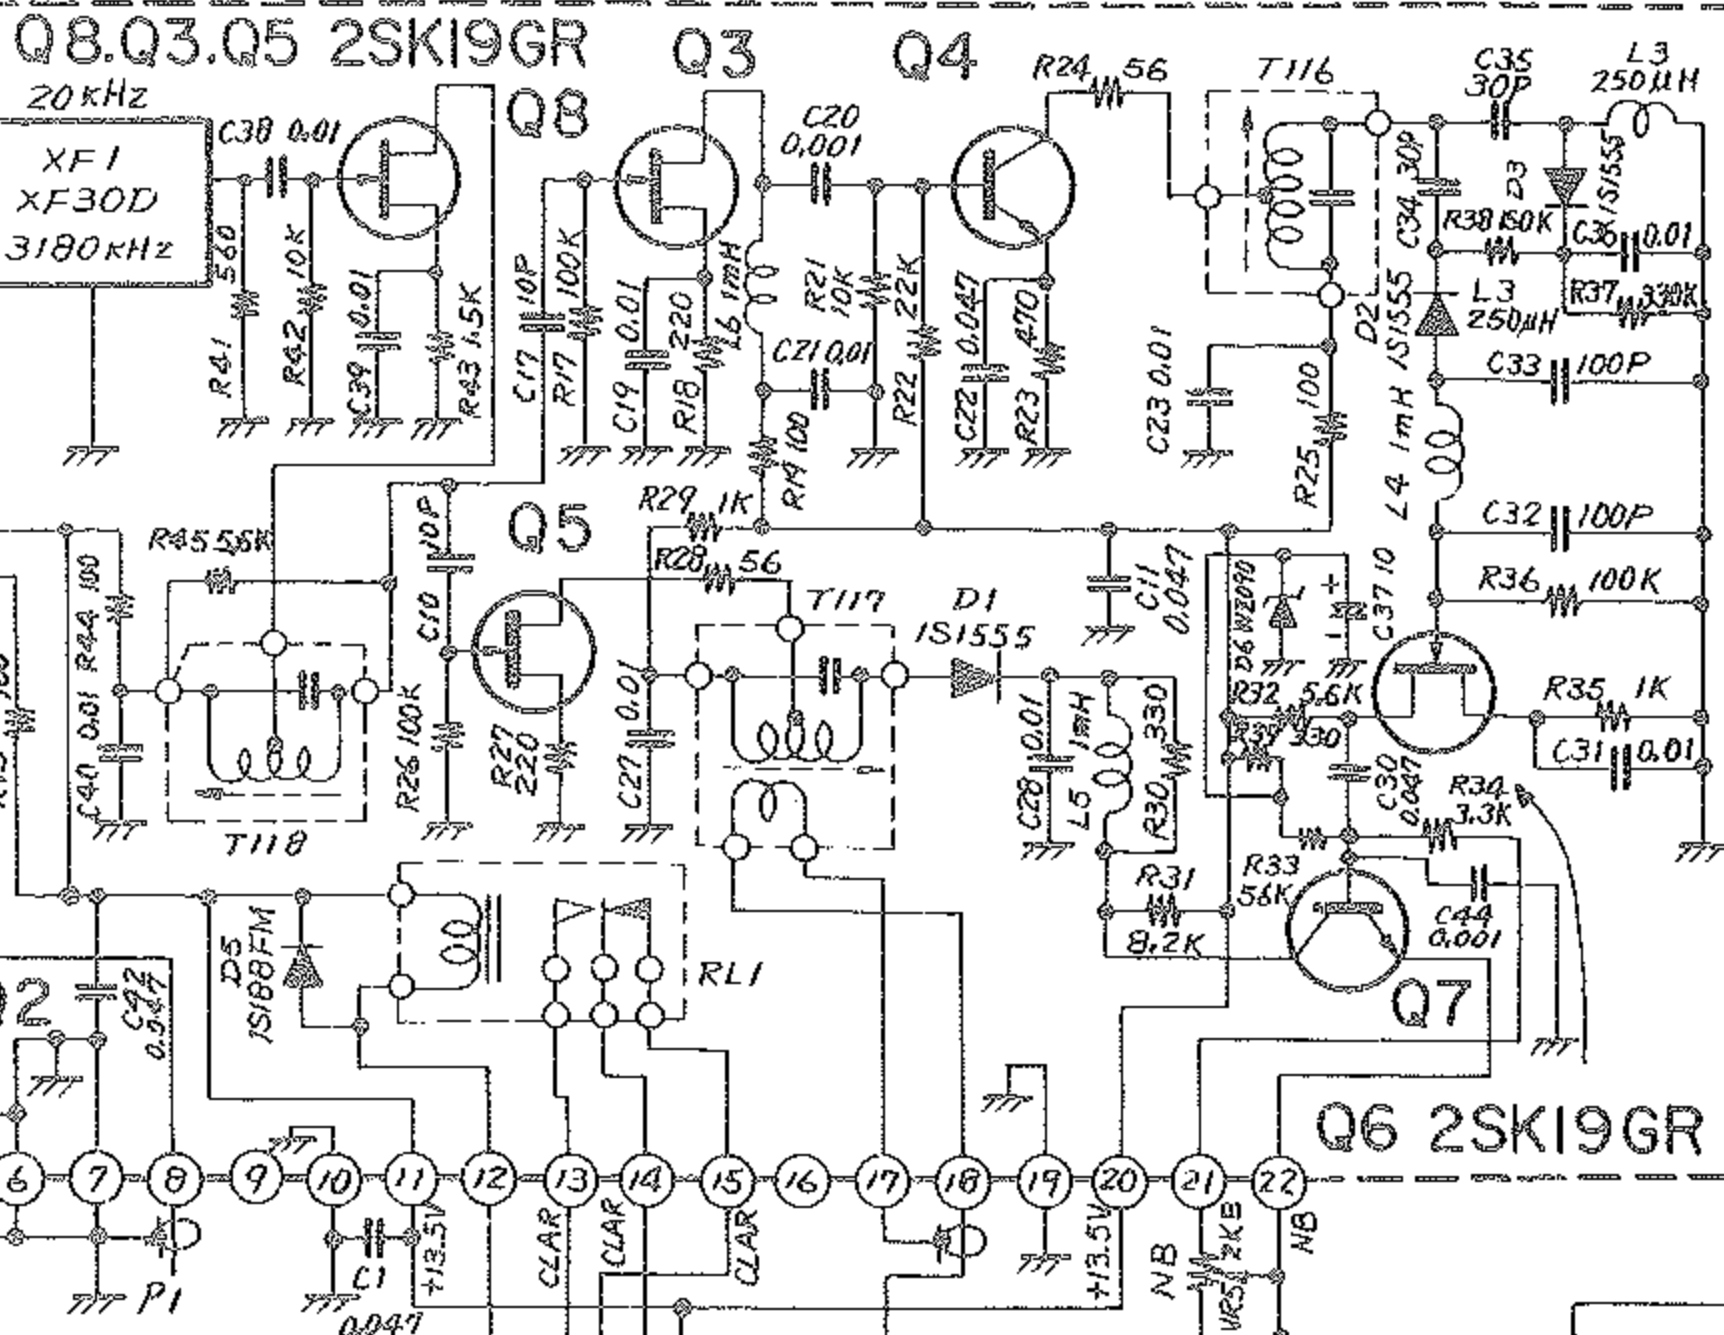 Q8.Q3.Q5 2SK19GR
Q3
Q4
R24 56
T116
C35
30P
L3
250μH
20KHz
XF1
XF30D
3180KHz
C38 0.01
Q8
C20
0,001
C34 30P
D3
1S1555
R38 150K
C36 0.01
R37 330K
L3
250μH
D2 1S1555
R41 560
R42 10K
C39 0.01
R43 1.5K
C17 10P
R17 100K
C19 0.01
R18 220
L6 1mH
R21
10K
C21 0.01
R22 22K
C22 0.047
R23 470
C23 0.01
R25 100
R19 100
C33 100P
L4 1mH
C32 100P
R36 100K
R29 1K
R28 56
Q5
R45 5.6K
R44 100
C40 0.01
C10 10P
T118
R26 100K
R27
220
C27 0.01
T117
D1
1S1555
C11
0.047
D6 WZ090
C37 10
+
R32 5.6K
330
R35 1K
C31 0.01
C30
0.047
R34
3.3K
C28 0.01
L5 1mH
R30 330
R31
8.2K
R33
56K
C44
0.001
Q7
D5
1S188FM
RL1
C42
0.047
Q6 2SK19GR
6 7 8 9 10 11 12 13 14 15 16 17 18 19 20 21 22
P1
C1
0.047
+13.5V
CLAR
CLAR
CLAR
+13.5V
NB
VR5 2KB
NB